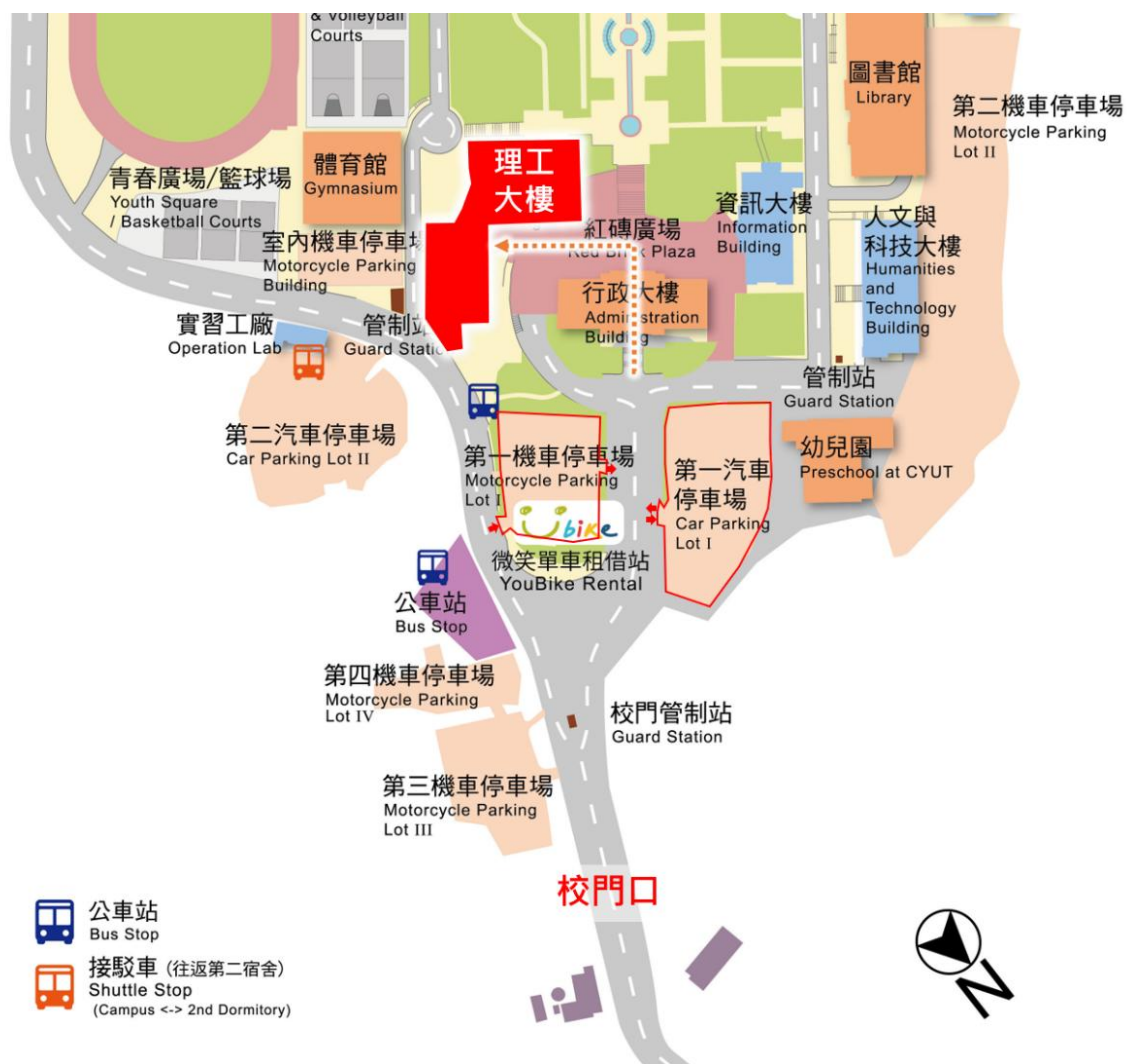 & Volleyball
Courts
圖書館
Library
第二機車停車場
Motorcycle Parking
Lot II
體育館
Gymnasium
理工
大樓
青春廣場/籃球場
Youth Square
/ Basketball Courts
資訊大樓
Information
Building
人文與
科技大樓
Humanities
and
Technology
Building
室內機車停車場
Motorcycle Parking
Building
紅磚廣場
Red Brick Plaza
行政大樓
Administration
Building
實習工廠
Operation Lab
管制站
Guard Station
管制站
Guard Station
第二汽車停車場
Car Parking Lot II
第一機車停車場
Motorcycle Parking
Lot I
第一汽車
停車場
Car Parking
Lot I
幼兒園
Preschool at CYUT
Ubike
微笑單車租借站
YouBike Rental
公車站
Bus Stop
第四機車停車場
Motorcycle Parking
Lot IV
校門管制站
Guard Station
第三機車停車場
Motorcycle Parking
Lot III
校門口
公車站
Bus Stop
接駁車 (往返第二宿舍)
Shuttle Stop
(Campus <-> 2nd Dormitory)
N